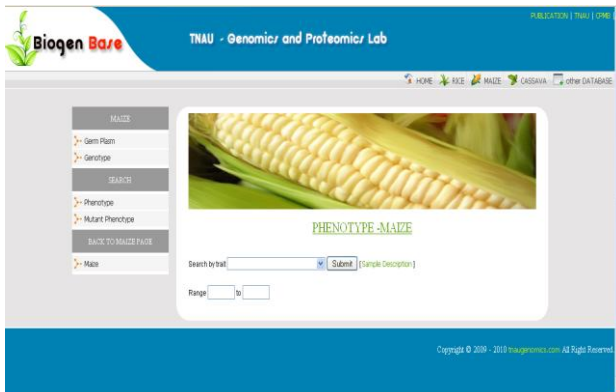 PUBLICATION | TNAU | CPMB |
Biogen Base
TNAU - Genomics and Proteomics Lab
HOME RICE MAIZE CASSAVA other DATABASE
MAIZE
Germ Plasm
Genotype
SEARCH
Phenotype
Mutant Phenotype
BACK TO MAIZE PAGE
Maize
PHENOTYPE -MAIZE
Search by trait Submit [Sample Description ]
Range to
Copyright © 2009 - 2010 tnaugenomics.com All Right Reserved